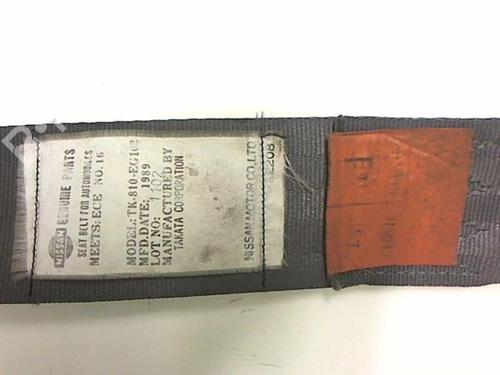 NISSAN
NISSAN GENUINE PARTS
SEAT BELT FOR AUTOMOBILES
MEETS: ECE NO.16
MODEL: TK-810-EG102
MFD.DATE; 1989
LOT NO:
MANUFACTURED BY
TAKATA CORPORATION
NISSAN MOTOR CO.,LTD